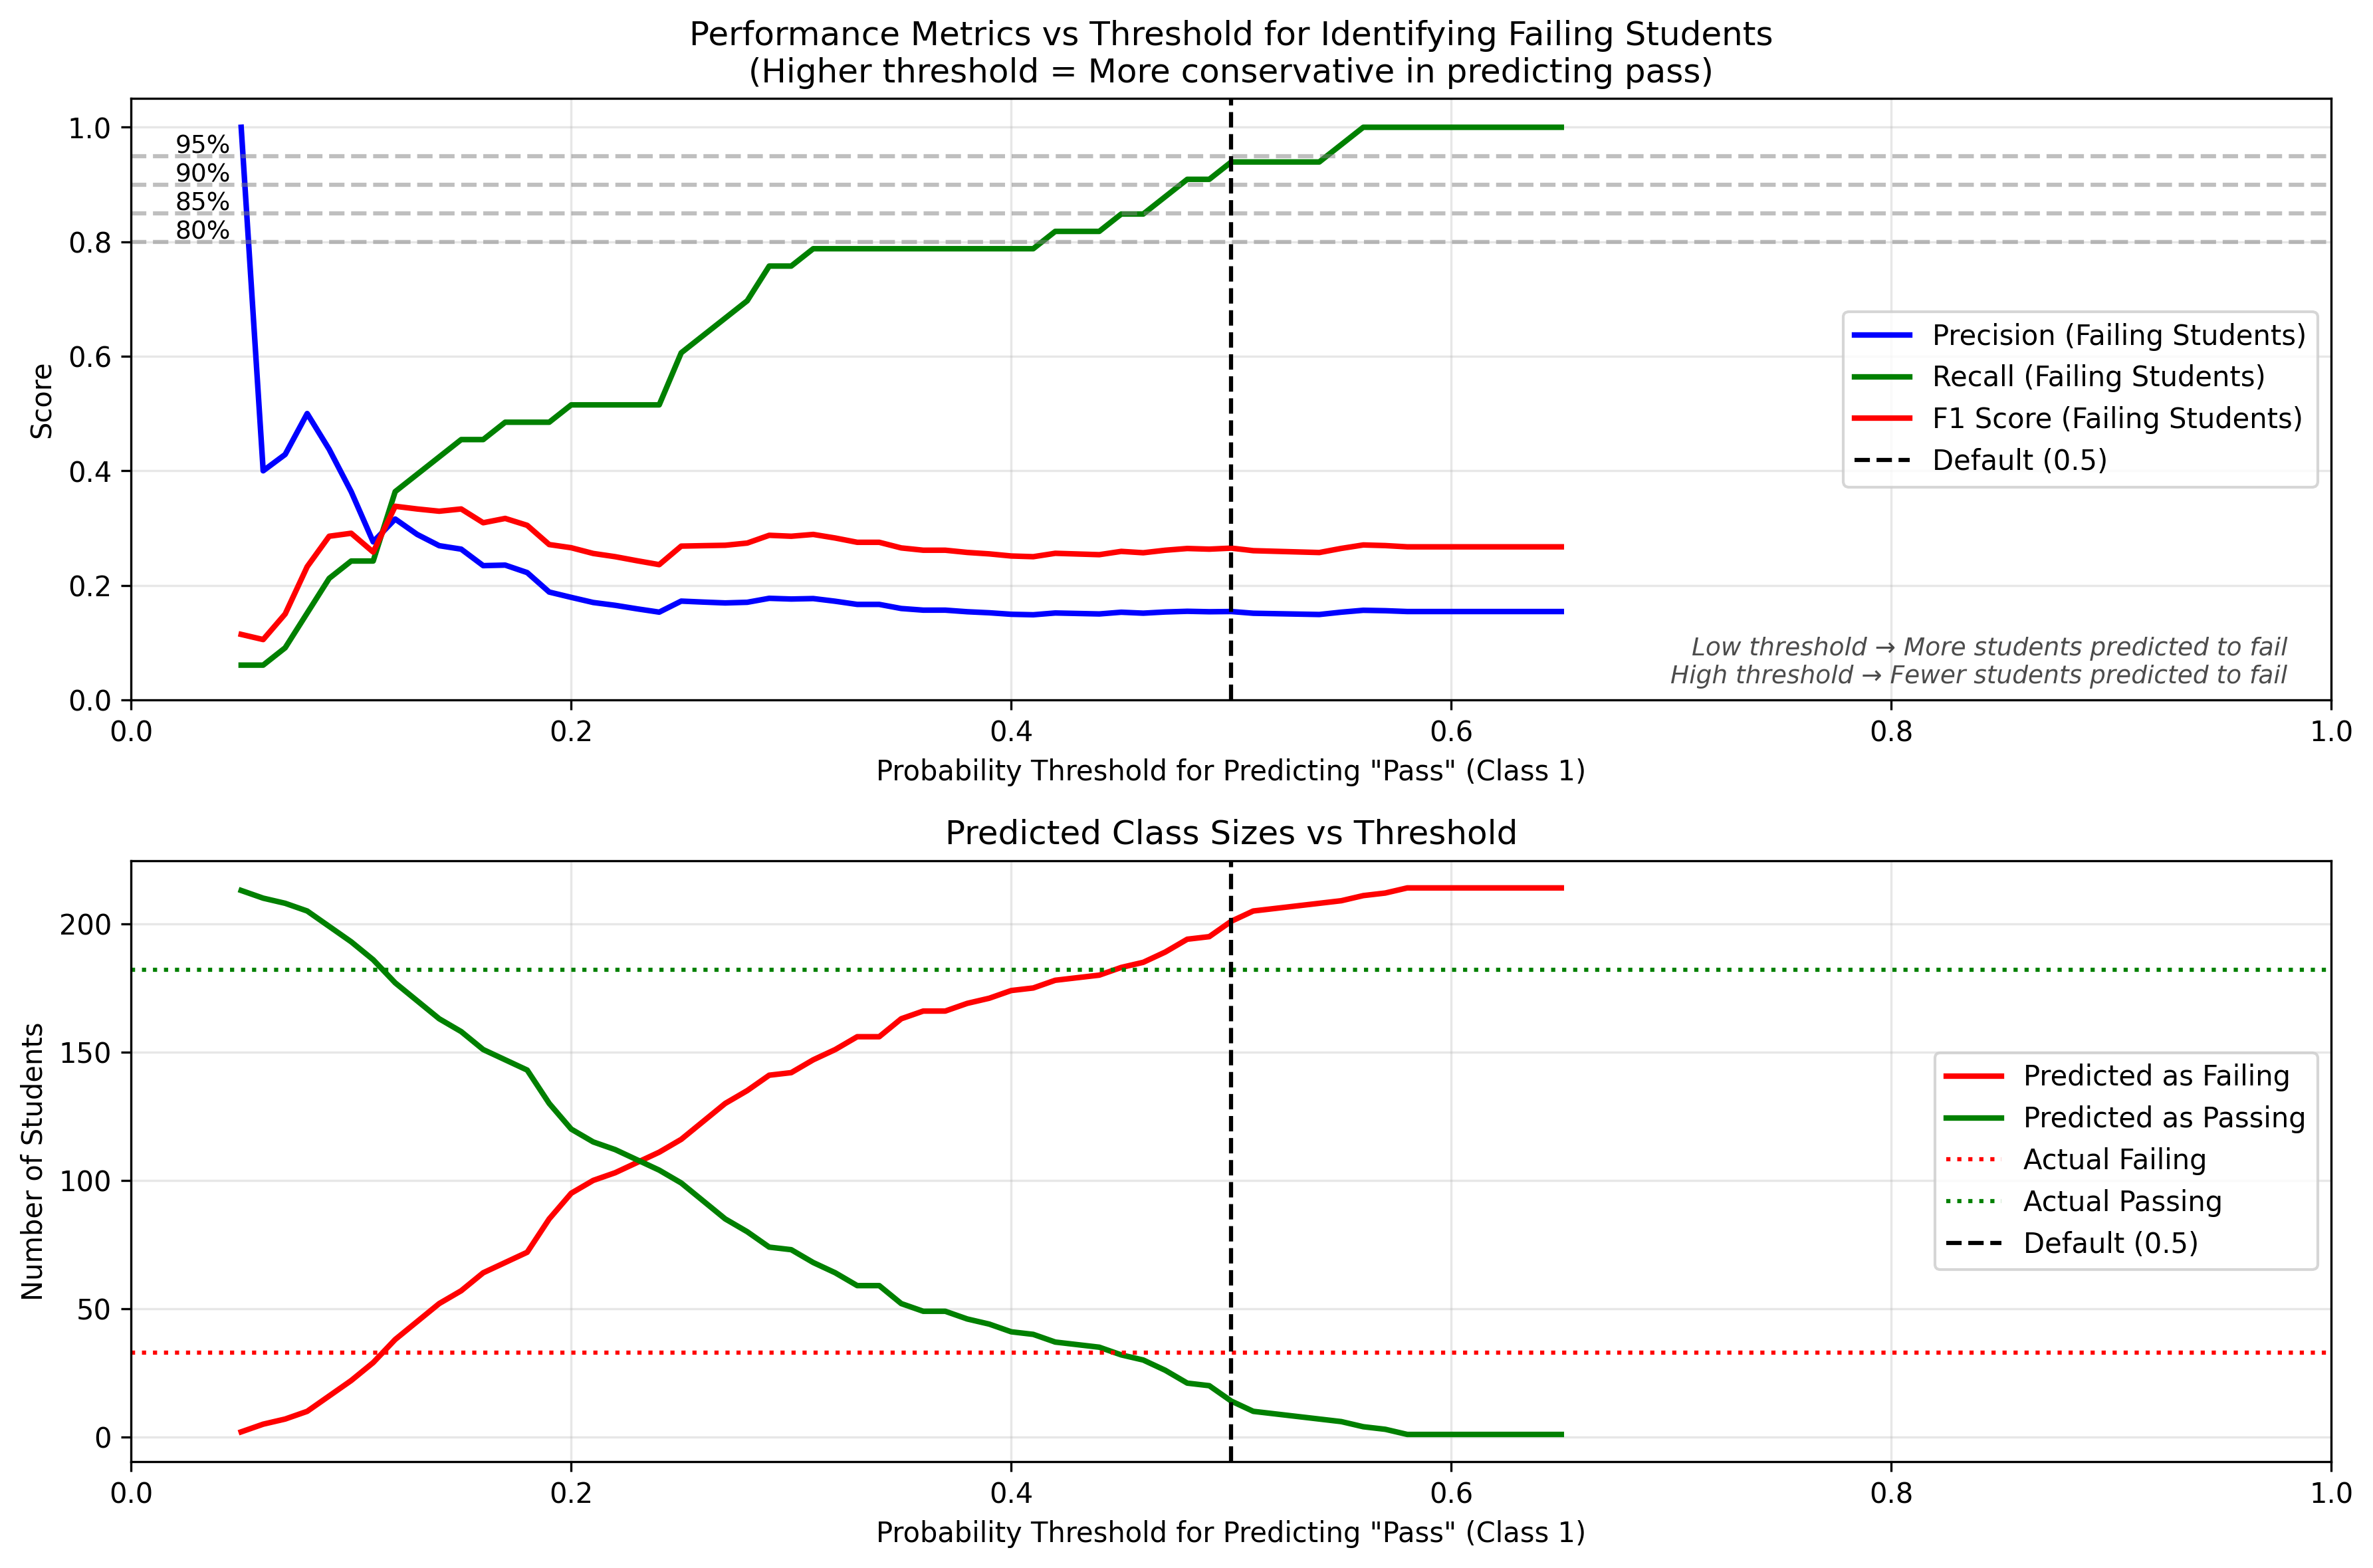 Performance Metrics vs Threshold for Identifying Failing Students
(Higher threshold = More conservative in predicting pass)
1.0
0.8
0.6
0.4
0.2
0.0
Score
95%
90%
85%
80%
Precision (Failing Students)
Recall (Failing Students)
F1 Score (Failing Students)
Default (0.5)
Low threshold → More students predicted to fail
High threshold → Fewer students predicted to fail
0.0 0.2 0.4 0.6 0.8 1.0
Probability Threshold for Predicting "Pass" (Class 1)
Predicted Class Sizes vs Threshold
200
150
100
50
0
Number of Students
Predicted as Failing
Predicted as Passing
Actual Failing
Actual Passing
Default (0.5)
0.0 0.2 0.4 0.6 0.8 1.0
Probability Threshold for Predicting "Pass" (Class 1)